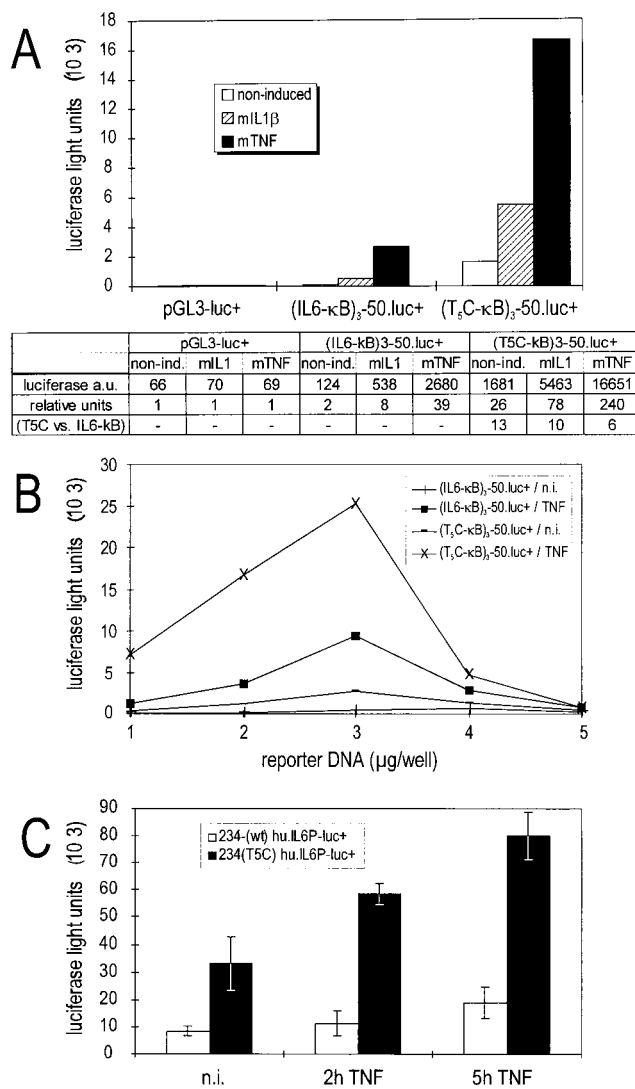 A
luciferase light units (10 3)
18
16
14
12
10
8
6
4
2
0
non-induced
mIL1β
mTNF
pGL3-luc+ (IL6-κB)3-50.luc+ (T5C-κB)3-50.luc+
pGL3-luc+ (IL6-kB)3-50.luc+ (T5C-kB)3-50.luc+
non-ind. mIL1 mTNF non-ind. mIL1 mTNF non-ind. mIL1 mTNF
luciferase a.u. 66 70 69 124 538 2680 1681 5463 16651
relative units 1 1 1 2 8 39 26 78 240
(T5C vs. IL6-kB) - - - - - - 13 10 6
B
luciferase light units (10 3)
30
25
20
15
10
5
0
(IL6-κB)3-50.luc+ / n.i.
(IL6-κB)3-50.luc+ / TNF
(T5C-κB)3-50.luc+ / n.i.
(T5C-κB)3-50.luc+ / TNF
1 2 3 4 5
reporter DNA (µg/well)
C
luciferase light units (10 3)
90
80
70
60
50
40
30
20
10
0
234-(wt) hu.IL6P-luc+
234(T5C) hu.IL6P-luc+
n.i. 2h TNF 5h TNF